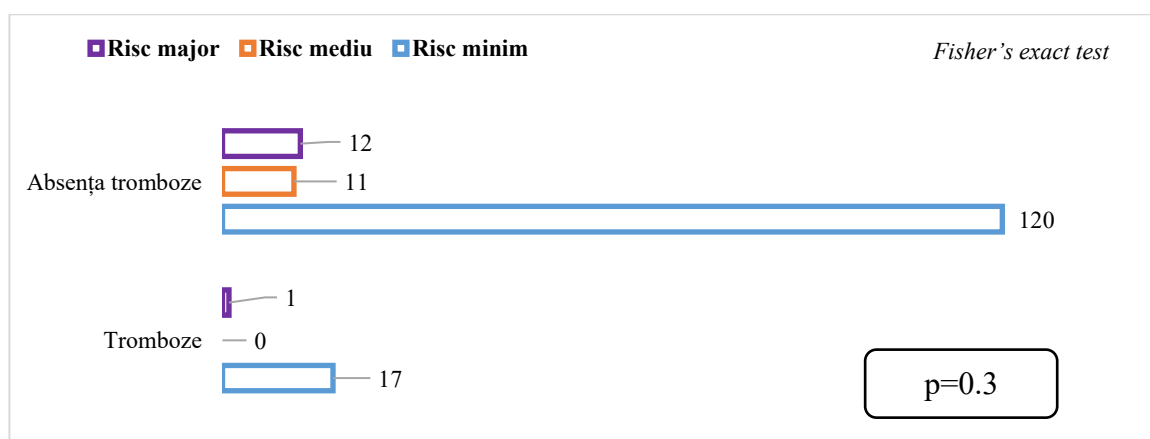 Risc major Risc mediu Risc minim
Fisher’s exact test
12
Absența tromboze
11
120
1
Tromboze
0
17
p=0.3